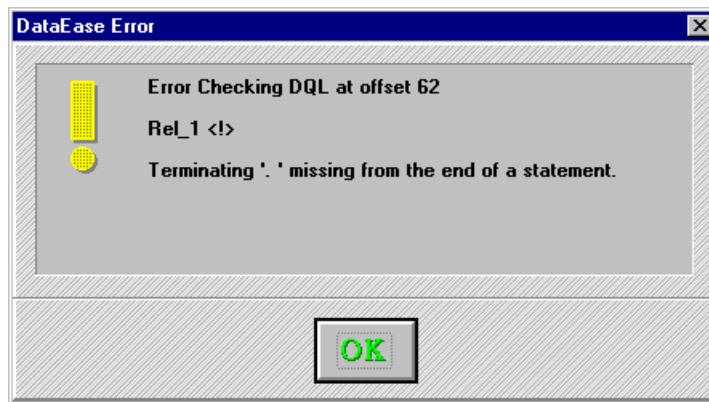 DataEase Error
Error Checking DQL at offset 62
Rel_1 <!>
Terminating '. ' missing from the end of a statement.
OK